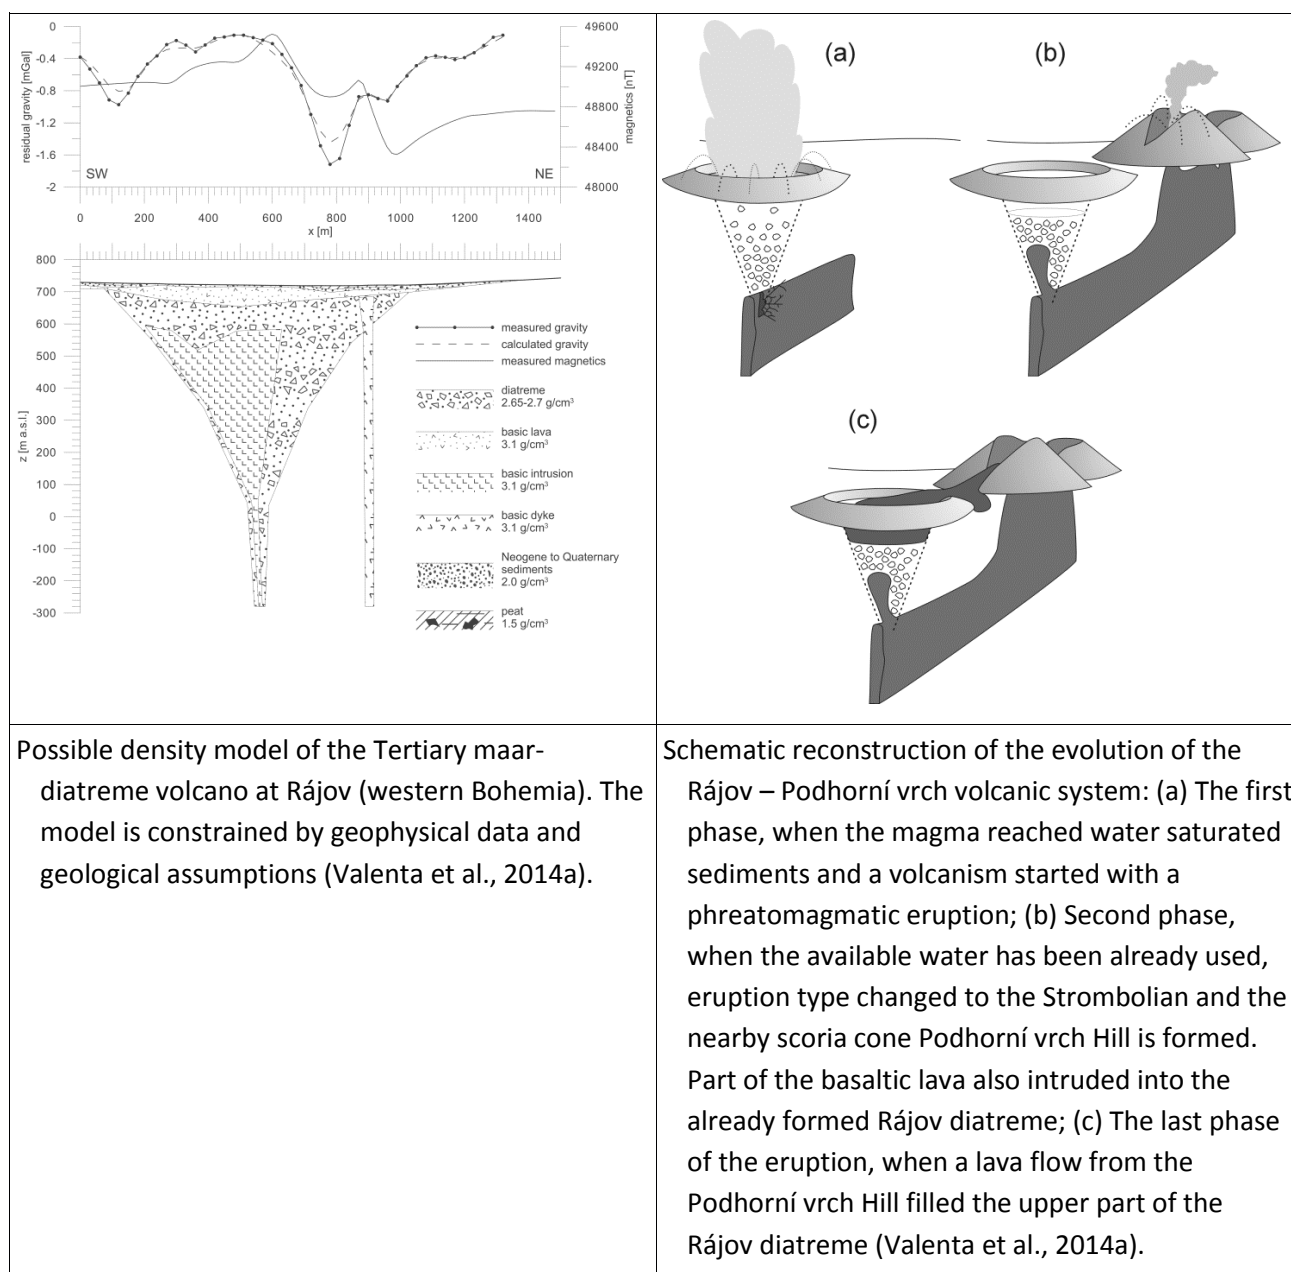 0
-0.4
-0.8
-1.2
-1.6
-2
residual gravity [mGal]
49600
49200
48800
48400
48000
magnetics [nT]
SW
NE
0 200 400 600 800 1000 1200 1400
x [m]
800
700
600
500
400
300
200
100
0
-100
-200
-300
z [m a.s.l.]
measured gravity
calculated gravity
measured magnetics
diatreme
2.65-2.7 g/cm³
basic lava
3.1 g/cm³
basic intrusion
3.1 g/cm³
basic dyke
3.1 g/cm³
Neogene to Quaternary
sediments
2.0 g/cm³
peat
1.5 g/cm³
(a)
(b)
(c)
Possible density model of the Tertiary maar-
diatreme volcano at Rájov (western Bohemia). The
model is constrained by geophysical data and
geological assumptions (Valenta et al., 2014a).
Schematic reconstruction of the evolution of the
Rájov – Podhorní vrch volcanic system: (a) The first
phase, when the magma reached water saturated
sediments and a volcanism started with a
phreatomagmatic eruption; (b) Second phase,
when the available water has been already used,
eruption type changed to the Strombolian and the
nearby scoria cone Podhorní vrch Hill is formed.
Part of the basaltic lava also intruded into the
already formed Rájov diatreme; (c) The last phase
of the eruption, when a lava flow from the
Podhorní vrch Hill filled the upper part of the
Rájov diatreme (Valenta et al., 2014a).